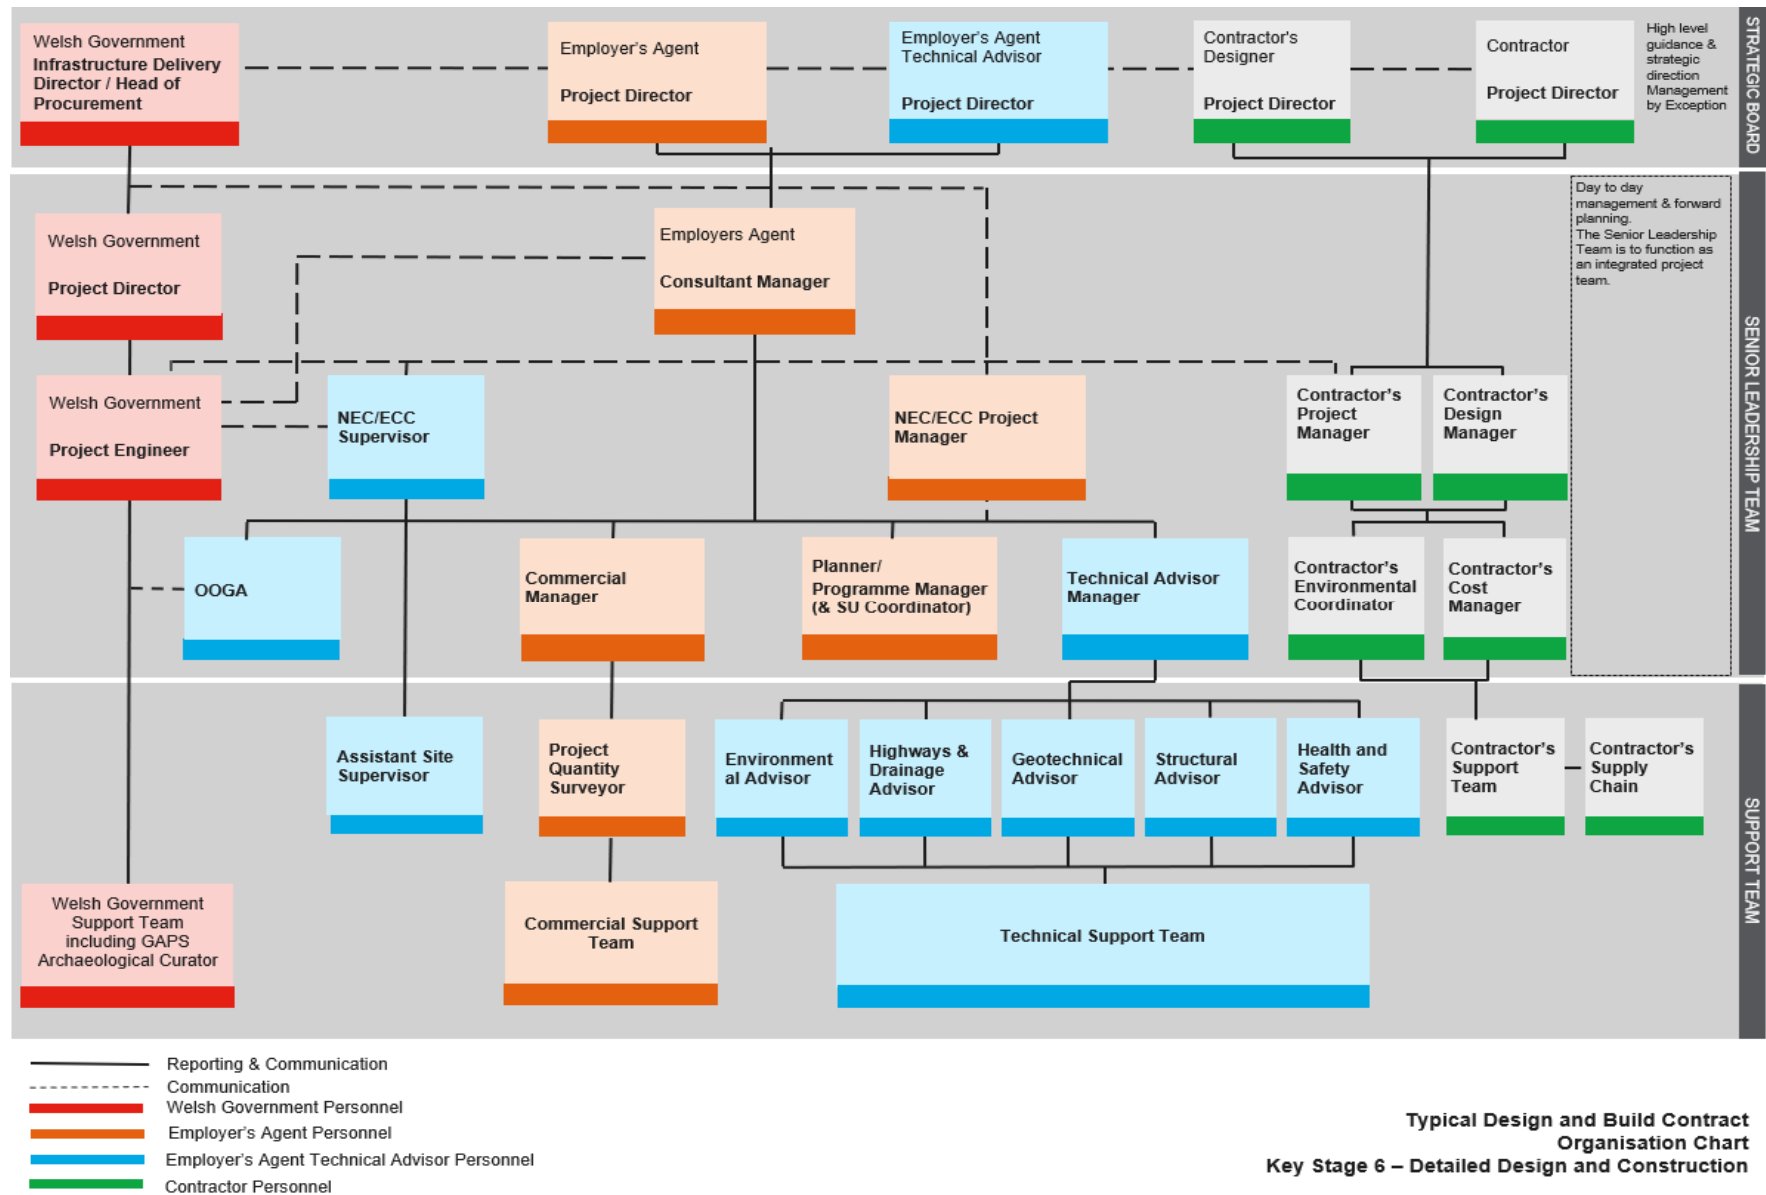 Welsh Government
Infrastructure Delivery
Director / Head of
Procurement
Employer's Agent
Project Director
Employer's Agent
Technical Advisor
Project Director
Contractor's
Designer
Project Director
Contractor
Project Director
High level
guidance &
strategic
direction
Management
by Exception
STRATEGIC BOARD
Welsh Government
Project Director
Employers Agent
Consultant Manager
Day to day
management & forward
planning.
The Senior Leadership
Team is to function as
an integrated project
team.
SENIOR LEADERSHIP TEAM
Welsh Government
Project Engineer
NEC/ECC
Supervisor
NEC/ECC Project
Manager
Contractor's
Project
Manager
Contractor's
Design
Manager
OOGA
Commercial
Manager
Planner/
Programme Manager
(& SU Coordinator)
Technical Advisor
Manager
Contractor's
Environmental
Coordinator
Contractor's
Cost
Manager
Assistant Site
Supervisor
Project
Quantity
Surveyor
Environment
al Advisor
Highways &
Drainage
Advisor
Geotechnical
Advisor
Structural
Advisor
Health and
Safety
Advisor
Contractor's
Support
Team
Contractor's
Supply
Chain
SUPPORT TEAM
Welsh Government
Support Team
including GAPS
Archaeological Curator
Commercial Support
Team
Technical Support Team
Reporting & Communication
Communication
Welsh Government Personnel
Employer's Agent Personnel
Employer's Agent Technical Advisor Personnel
Contractor Personnel
Typical Design and Build Contract
Organisation Chart
Key Stage 6 – Detailed Design and Construction